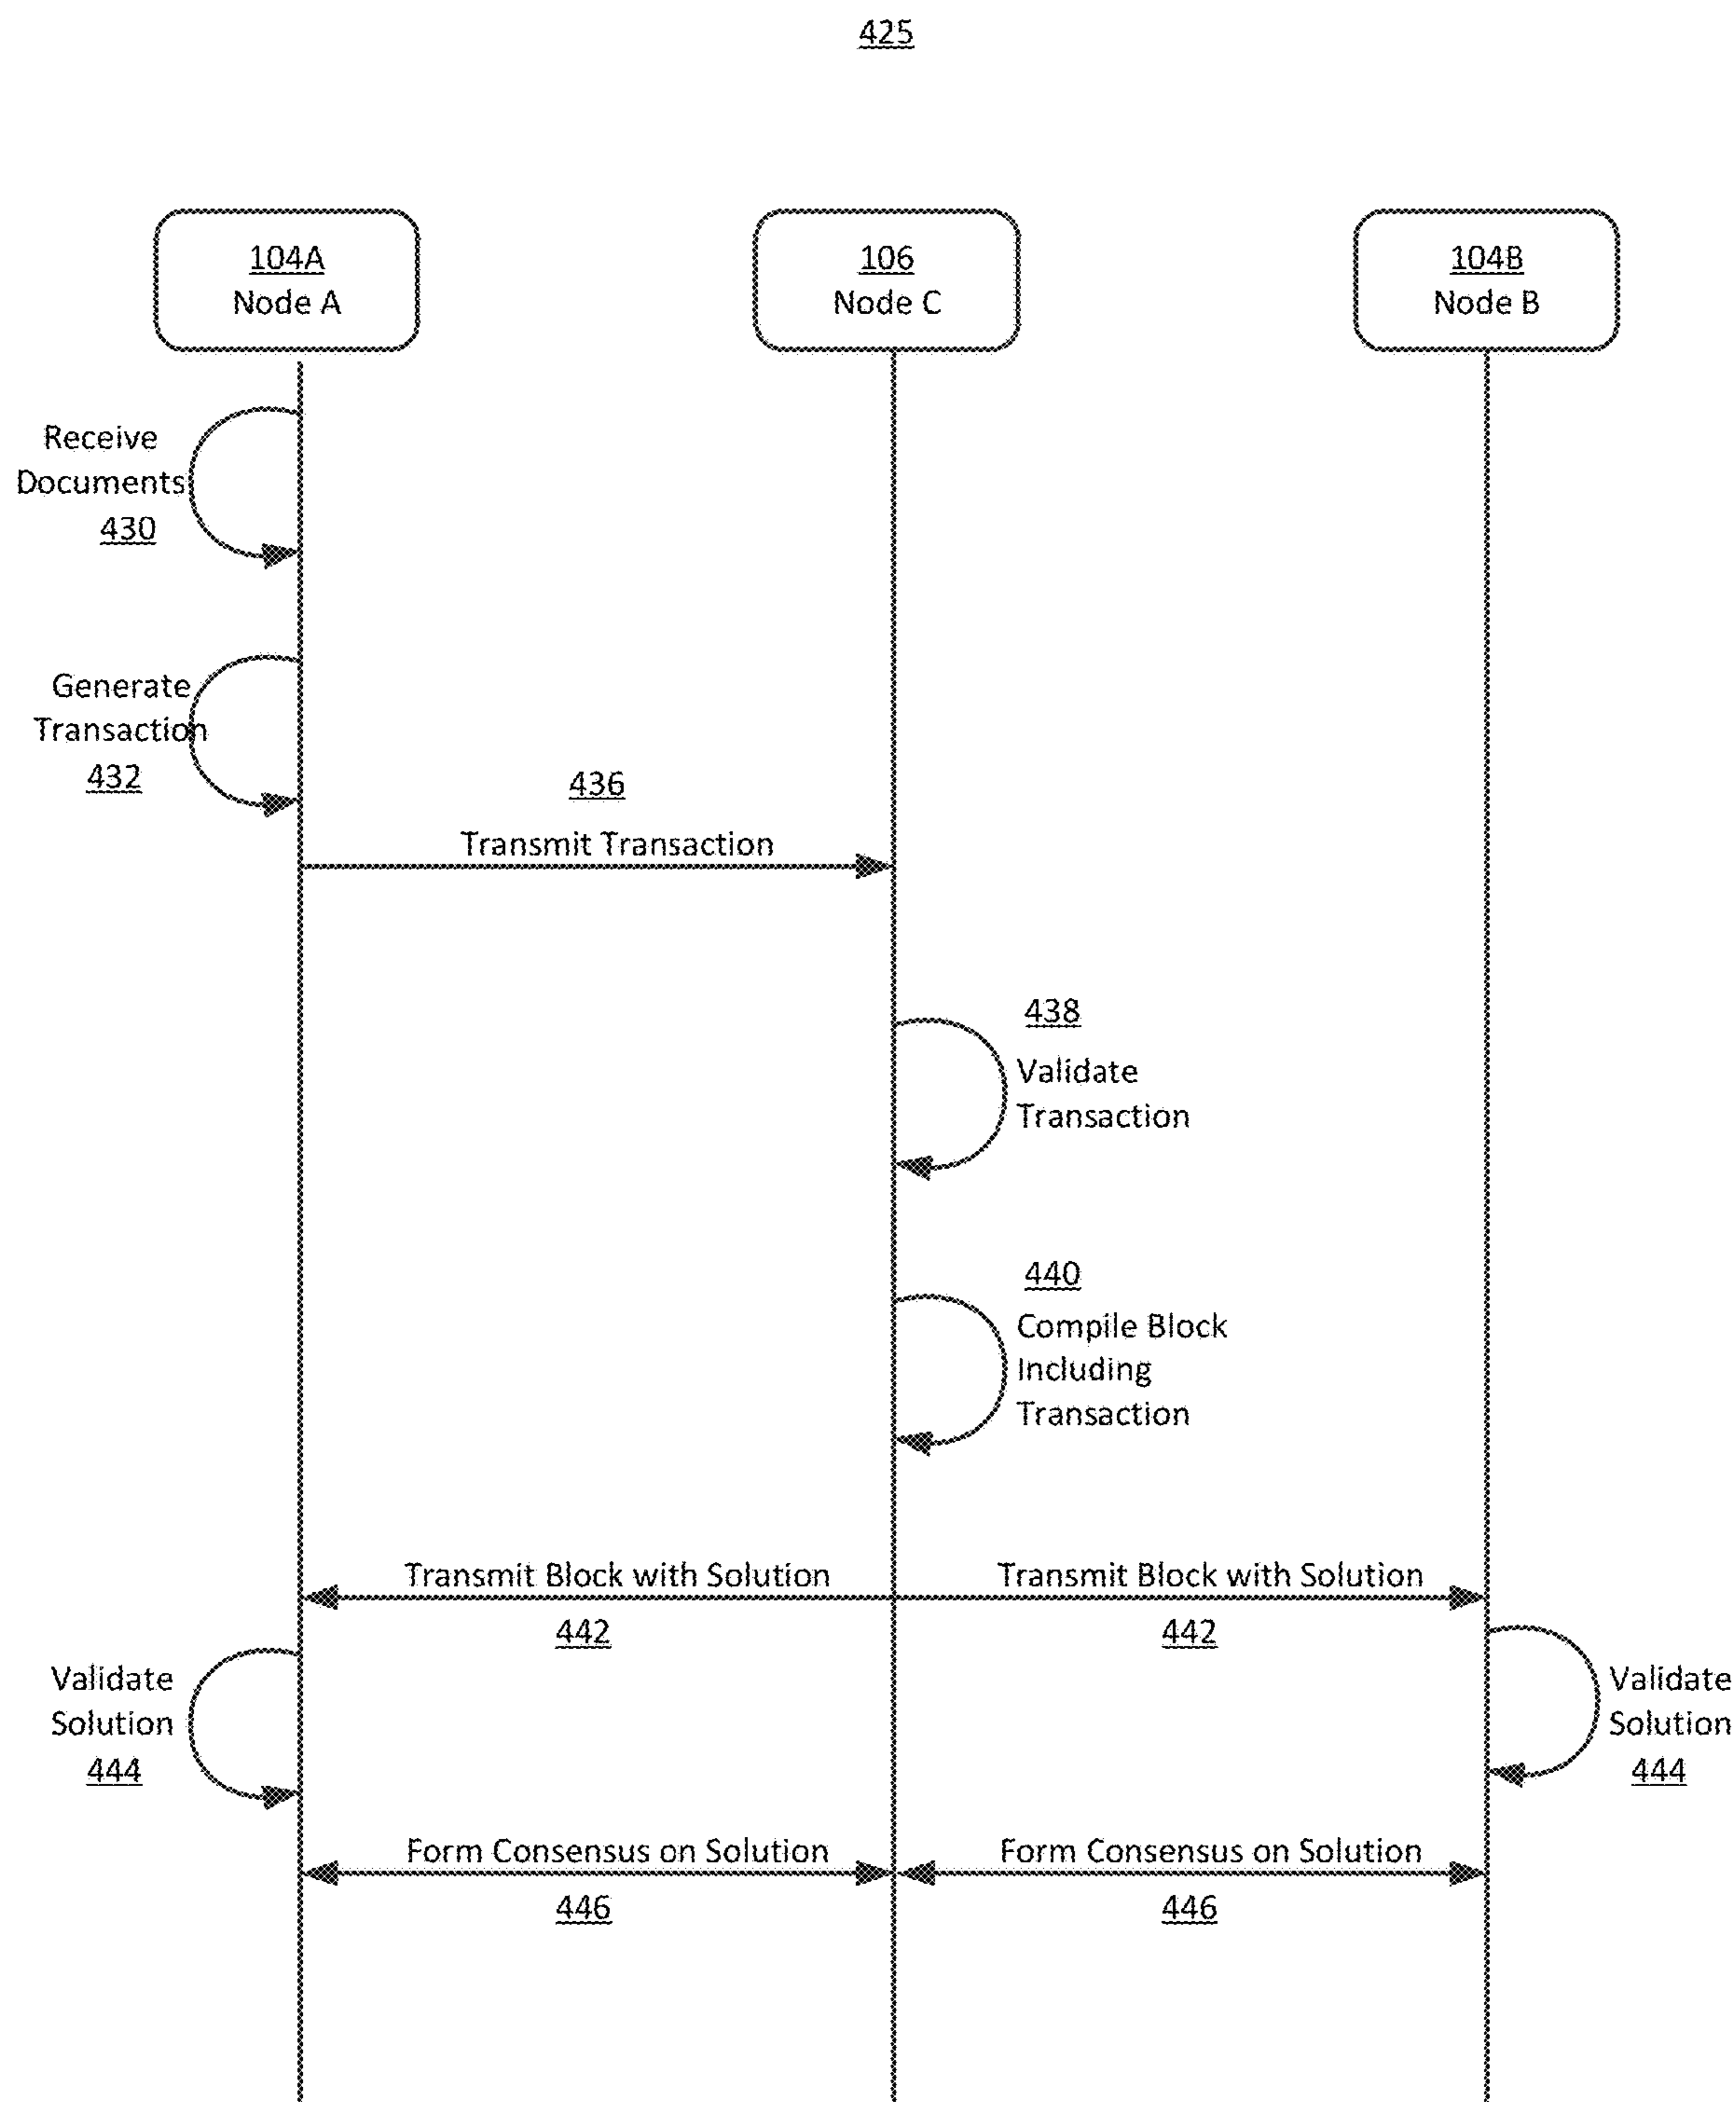 425
104A
Node A
106
Node C
104B
Node B
Receive
Documents
430
Generate
Transaction
432
436
Transmit Transaction
438
Validate
Transaction
440
Compile Block
Including
Transaction
Transmit Block with Solution
442
Transmit Block with Solution
442
Validate
Solution
444
Validate
Solution
444
Form Consensus on Solution
446
Form Consensus on Solution
446